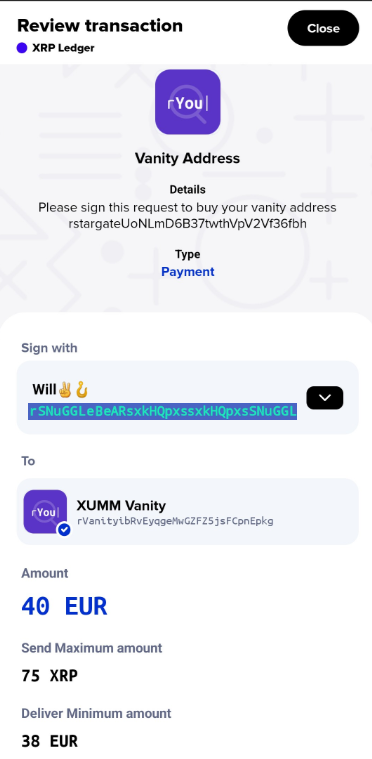 Review transaction
Close
XRP Ledger
rYou
Vanity Address
Details
Please sign this request to buy your vanity address
rstargateUoNLmD6B37twthVpV2Vf36fbh
Type
Payment
Sign with
Will✌️🪝
rSNuGGLeBeARsxkHQpxssxkHQpxsSNuGGL
To
rYou
XUMM Vanity
rVanityibRvEyqgeMwGZFZ5jsFCpnEpkg
Amount
40 EUR
Send Maximum amount
75 XRP
Deliver Minimum amount
38 EUR